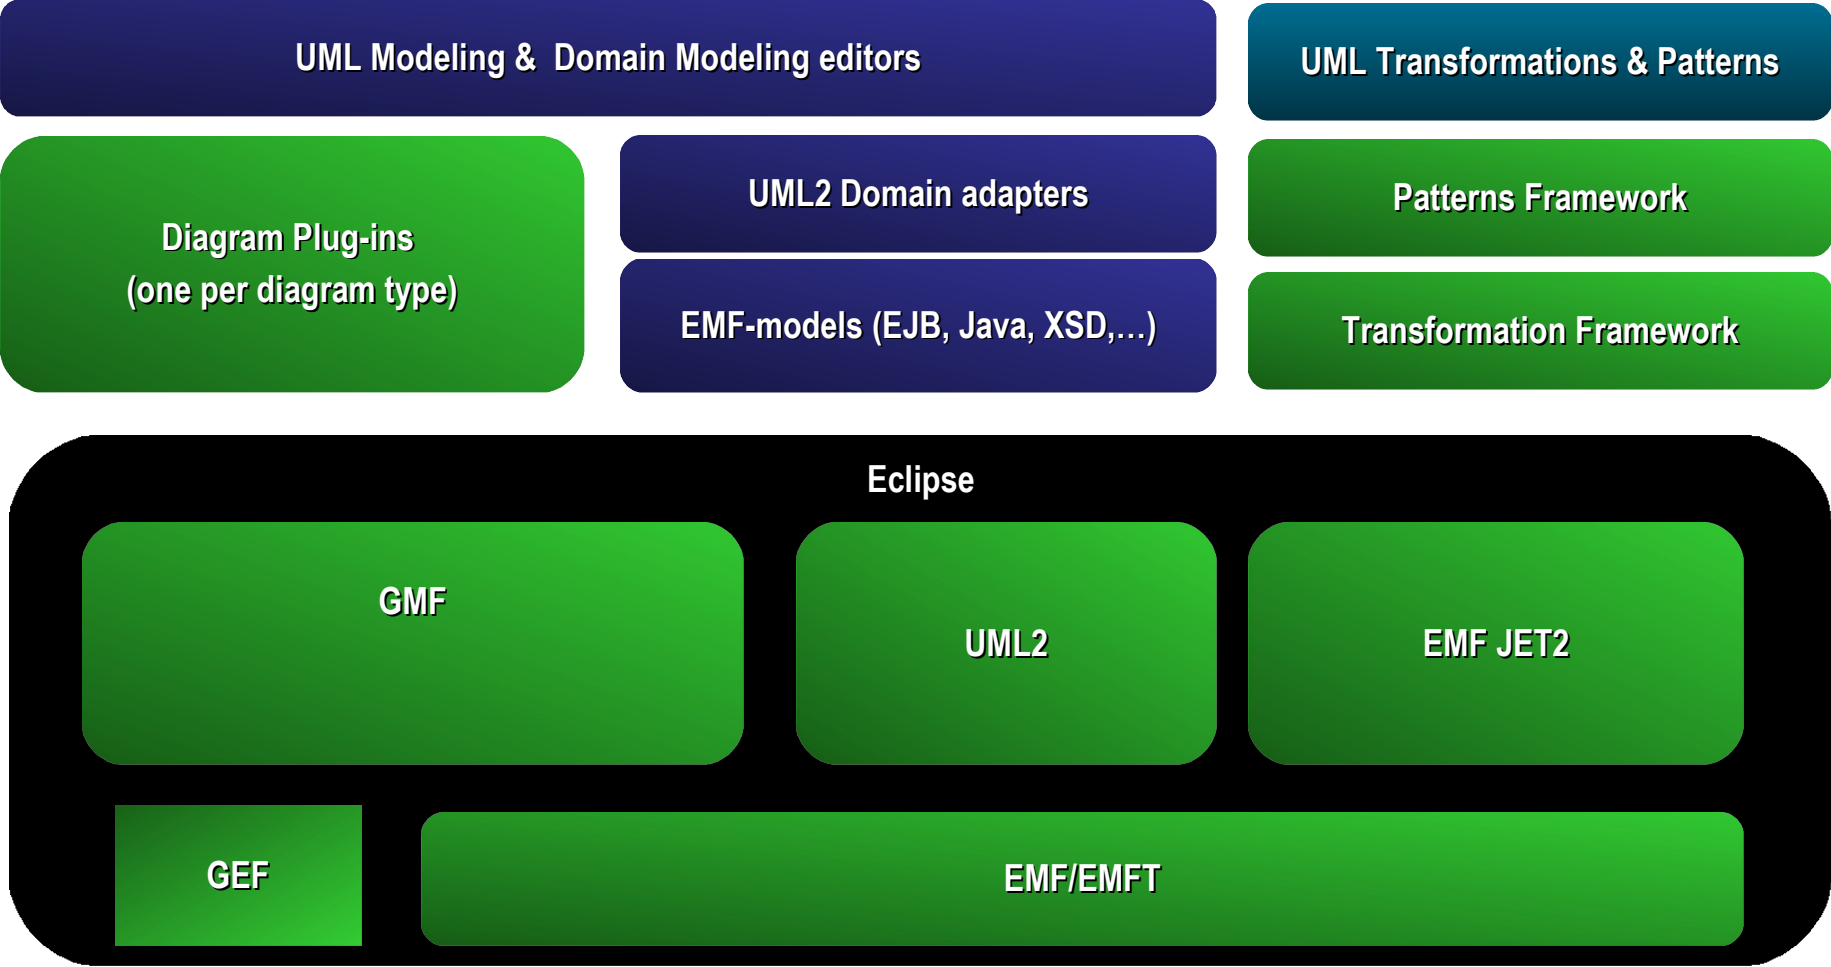 UML Modeling &  Domain Modeling editors
UML Transformations & Patterns
Diagram Plug-ins
(one per diagram type)
UML2 Domain adapters
EMF-models (EJB, Java, XSD,...)
Patterns Framework
Transformation Framework
Eclipse
GMF
UML2
EMF JET2
GEF
EMF/EMFT